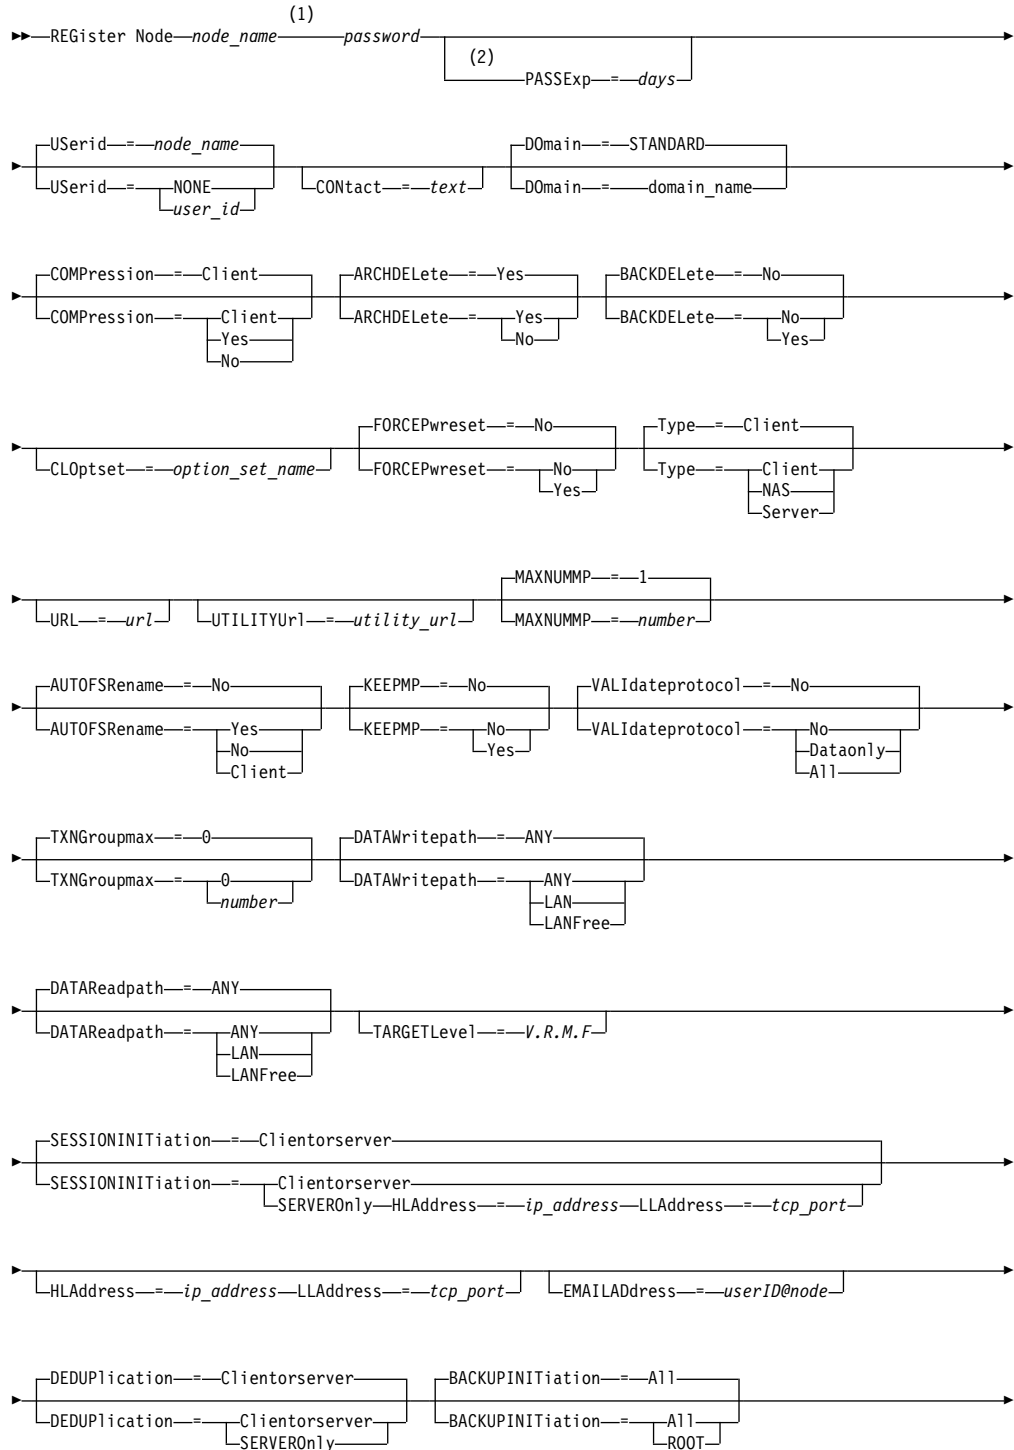 (1)
REGister Node node_name password
(2)
PASSExp = days
USerid = node_name
USerid = NONE
user_id
CONtact = text
DOmain = STANDARD
DOmain = domain_name
COMPression = Client
COMPression = Client
Yes
No
ARCHDELete = Yes
ARCHDELete = Yes
No
BACKDELete = No
BACKDELete = No
Yes
CLOptset = option_set_name
FORCEPwreset = No
FORCEPwreset = No
Yes
Type = Client
Type = Client
NAS
Server
URL = url
UTILITYUrl = utility_url
MAXNUMMP = 1
MAXNUMMP = number
AUTOFSRename = No
AUTOFSRename = Yes
No
Client
KEEPMP = No
KEEPMP = No
Yes
VALIdateprotocol = No
VALIdateprotocol = No
Dataonly
All
TXNGroupmax = 0
TXNGroupmax = 0
number
DATAWritepath = ANY
DATAWritepath = ANY
LAN
LANFree
DATAReadpath = ANY
DATAReadpath = ANY
LAN
LANFree
TARGETLevel = V.R.M.F
SESSIONINITiation = Clientorserver
SESSIONINITiation = Clientorserver
SERVEROnly HLAddress = ip_address LLAddress = tcp_port
HLAddress = ip_address LLAddress = tcp_port
EMAILADdress = userID@node
DEDUPlication = Clientorserver
DEDUPlication = Clientorserver
SERVEROnly
BACKUPINITiation = All
BACKUPINITiation = All
ROOT